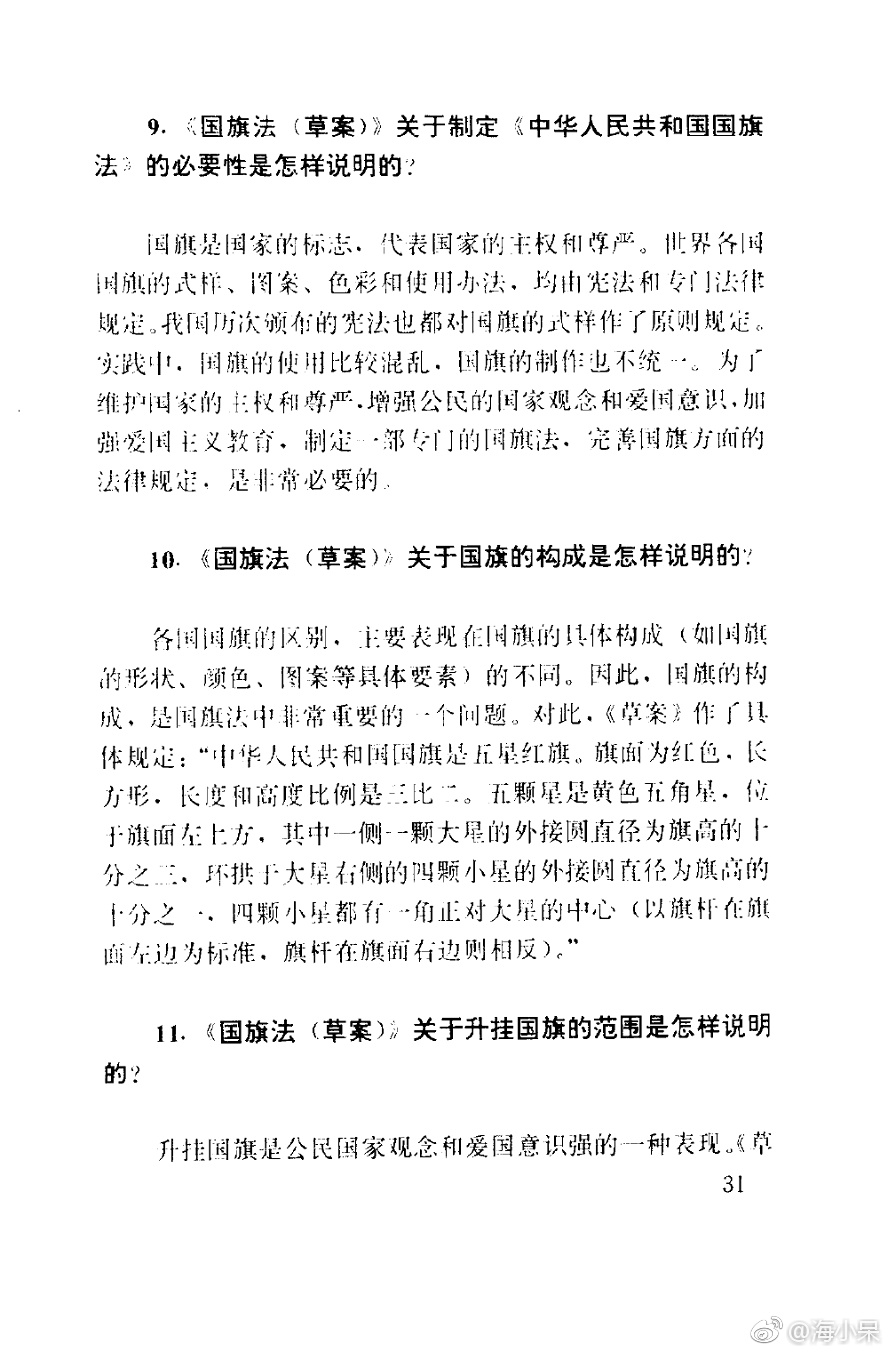 9. 《国旗法（草案）》关于制定《中华人民共和国国旗
法》的必要性是怎样说明的？
国旗是国家的标志，代表国家的主权和尊严。世界各国
国旗的式样、图案、色彩和使用办法，均由宪法和专门法律
规定。我国历次颁布的宪法也都对国旗的式样作了原则规定。
实践中，国旗的使用比较混乱，国旗的制作也不统一。为了
维护国家的主权和尊严，增强公民的国家观念和爱国意识，加
强爱国主义教育，制定一部专门的国旗法，完善国旗方面的
法律规定，是非常必要的。
10. 《国旗法（草案）》关于国旗的构成是怎样说明的？
各国国旗的区别，主要表现在国旗的具体构成（如国旗
的形状、颜色、图案等具体要素）的不同。因此，国旗的构
成，是国旗法中非常重要的一个问题。对此，《草案》作了具
体规定：“中华人民共和国国旗是五星红旗。旗面为红色，长
方形，长度和高度比例是三比二。五颗星是黄色五角星，位
于旗面左上方，其中一侧一颗大星的外接圆直径为旗高的十
分之三，环拱于大星右侧的四颗小星的外接圆直径为旗高的
十分之一，四颗小星都有一角正对大星的中心（以旗杆在旗
面左边为标准，旗杆在旗面右边则相反）。”
11. 《国旗法（草案）》关于升挂国旗的范围是怎样说明
的？
升挂国旗是公民国家观念和爱国意识强的一种表现。《草
31
@海小呆